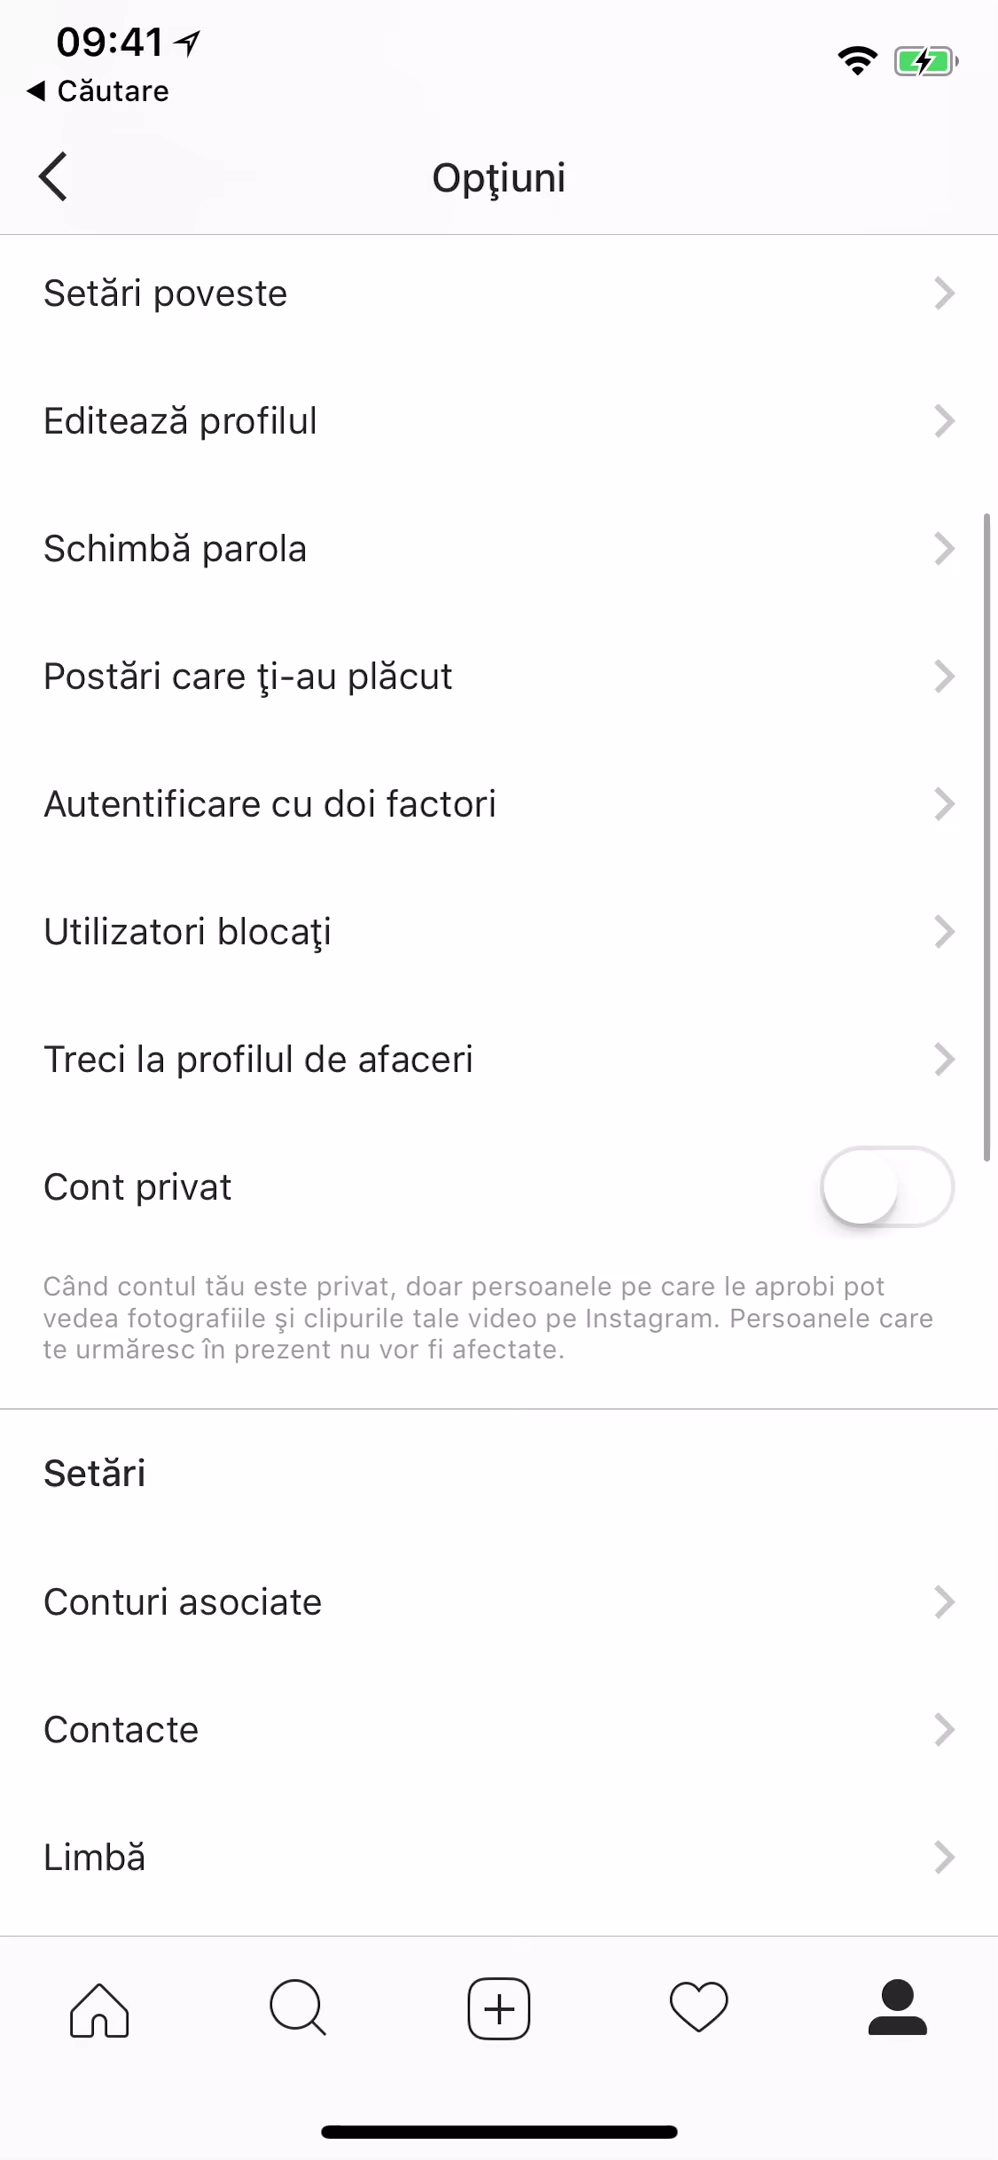 09:41
Căutare
Opţiuni
Setări poveste
Editează profilul
Schimbă parola
Postări care ţi-au plăcut
Autentificare cu doi factori
Utilizatori blocaţi
Treci la profilul de afaceri
Cont privat
Când contul tău este privat, doar persoanele pe care le aprobi pot
vedea fotografiile şi clipurile tale video pe Instagram. Persoanele care
te urmăresc în prezent nu vor fi afectate.
Setări
Conturi asociate
Contacte
Limbă